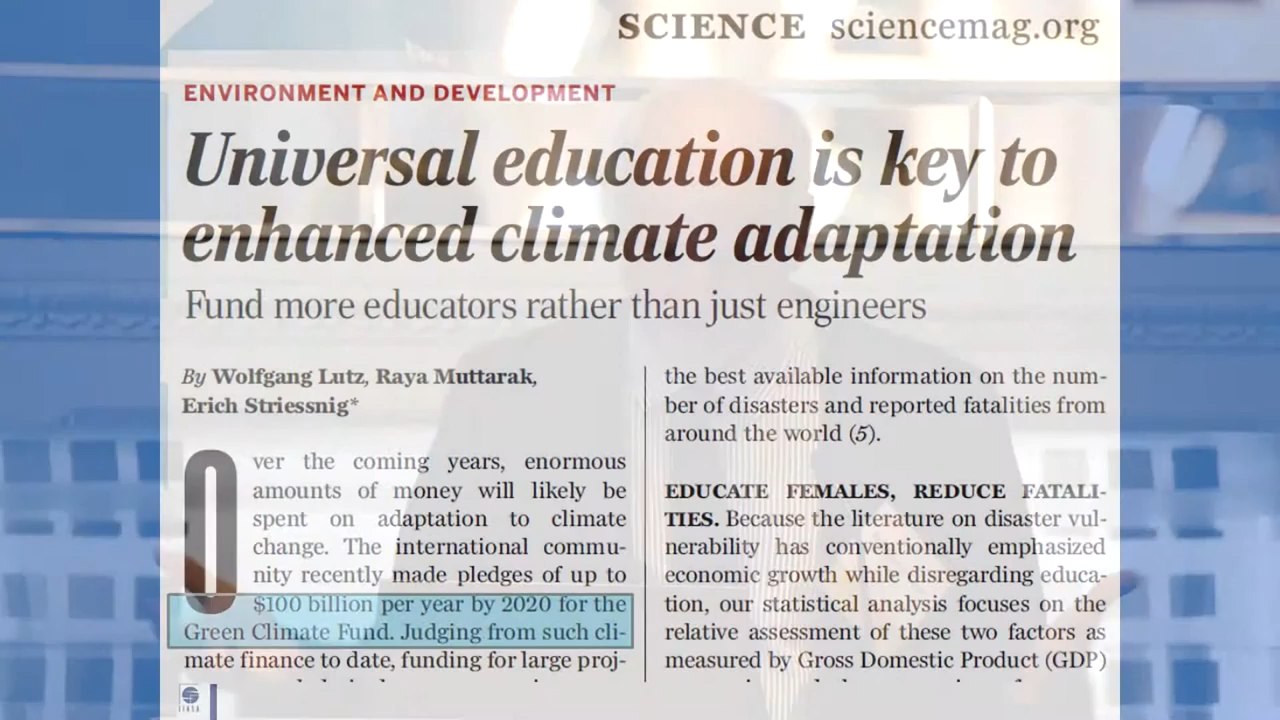 SCIENCE sciencemag.org
ENVIRONMENT AND DEVELOPMENT
Universal education is key to
enhanced climate adaptation
Fund more educators rather than just engineers
By Wolfgang Lutz, Raya Muttarak,
Erich Striessnig*
Over the coming years, enormous
amounts of money will likely be
spent on adaptation to climate
change. The international commu-
nity recently made pledges of up to
$100 billion per year by 2020 for the
Green Climate Fund. Judging from such cli-
mate finance to date, funding for large proj-
the best available information on the num-
ber of disasters and reported fatalities from
around the world (5).
EDUCATE FEMALES, REDUCE FATALI-
TIES. Because the literature on disaster vul-
nerability has conventionally emphasized
economic growth while disregarding educa-
tion, our statistical analysis focuses on the
relative assessment of these two factors as
measured by Gross Domestic Product (GDP)
IIASA